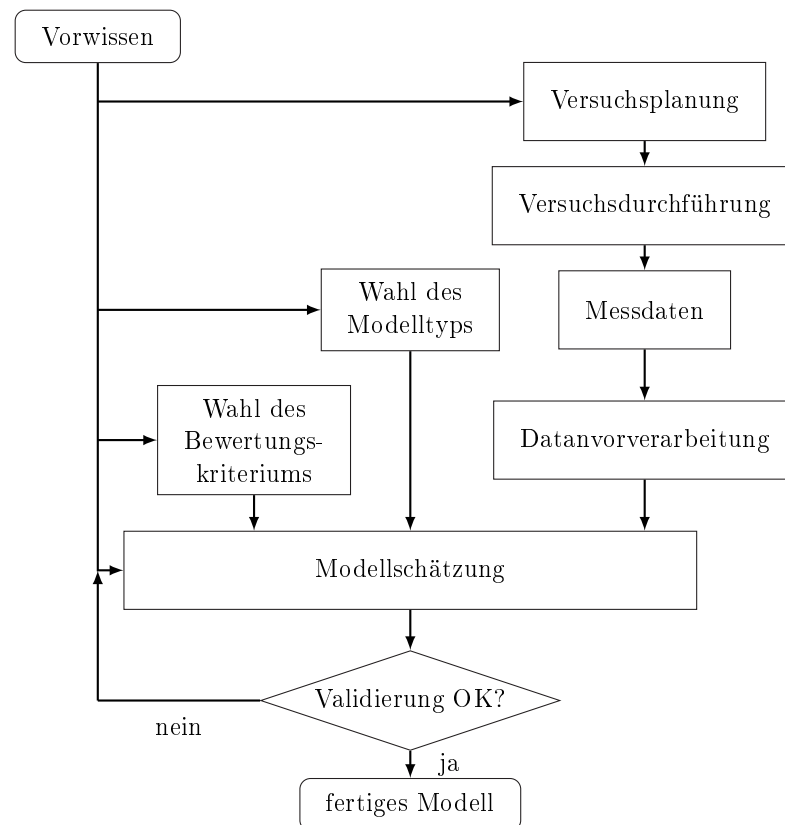 Vorwissen
Versuchsplanung
Versuchsdurchführung
Wahl des
Modelltyps
Messdaten
Wahl des
Bewertungs-
kriteriums
Datanvorverarbeitung
Modellschätzung
Validierung OK?
nein
ja
fertiges Modell